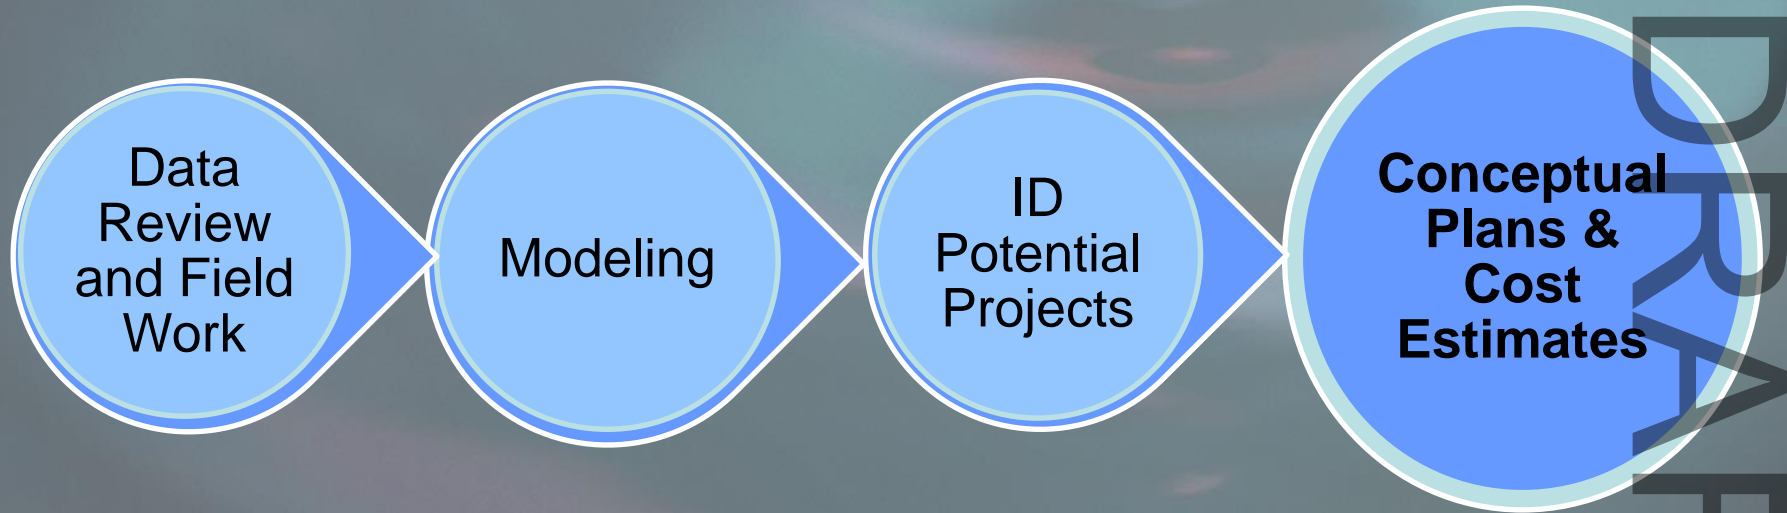 Data
Review
and Field
Work
Modeling
ID
Potential
Projects
Conceptual
Plans &
Cost
Estimates
DRAF